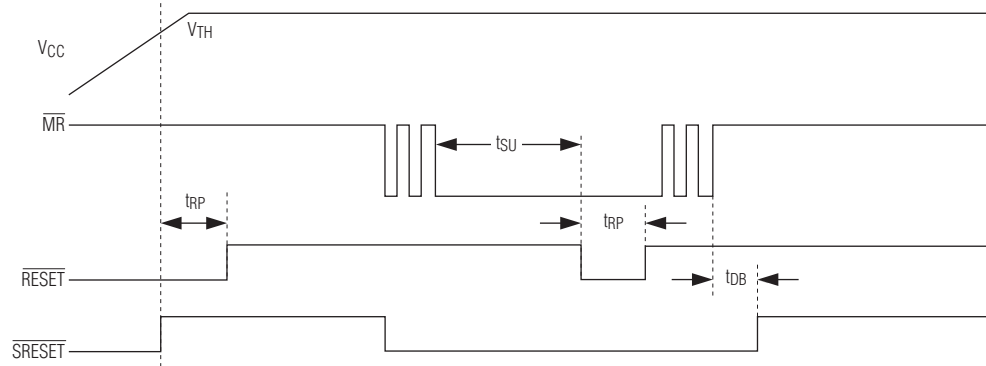 VTH
VCC
MR
tSU
tRP
tRP
RESET
tDB
SRESET